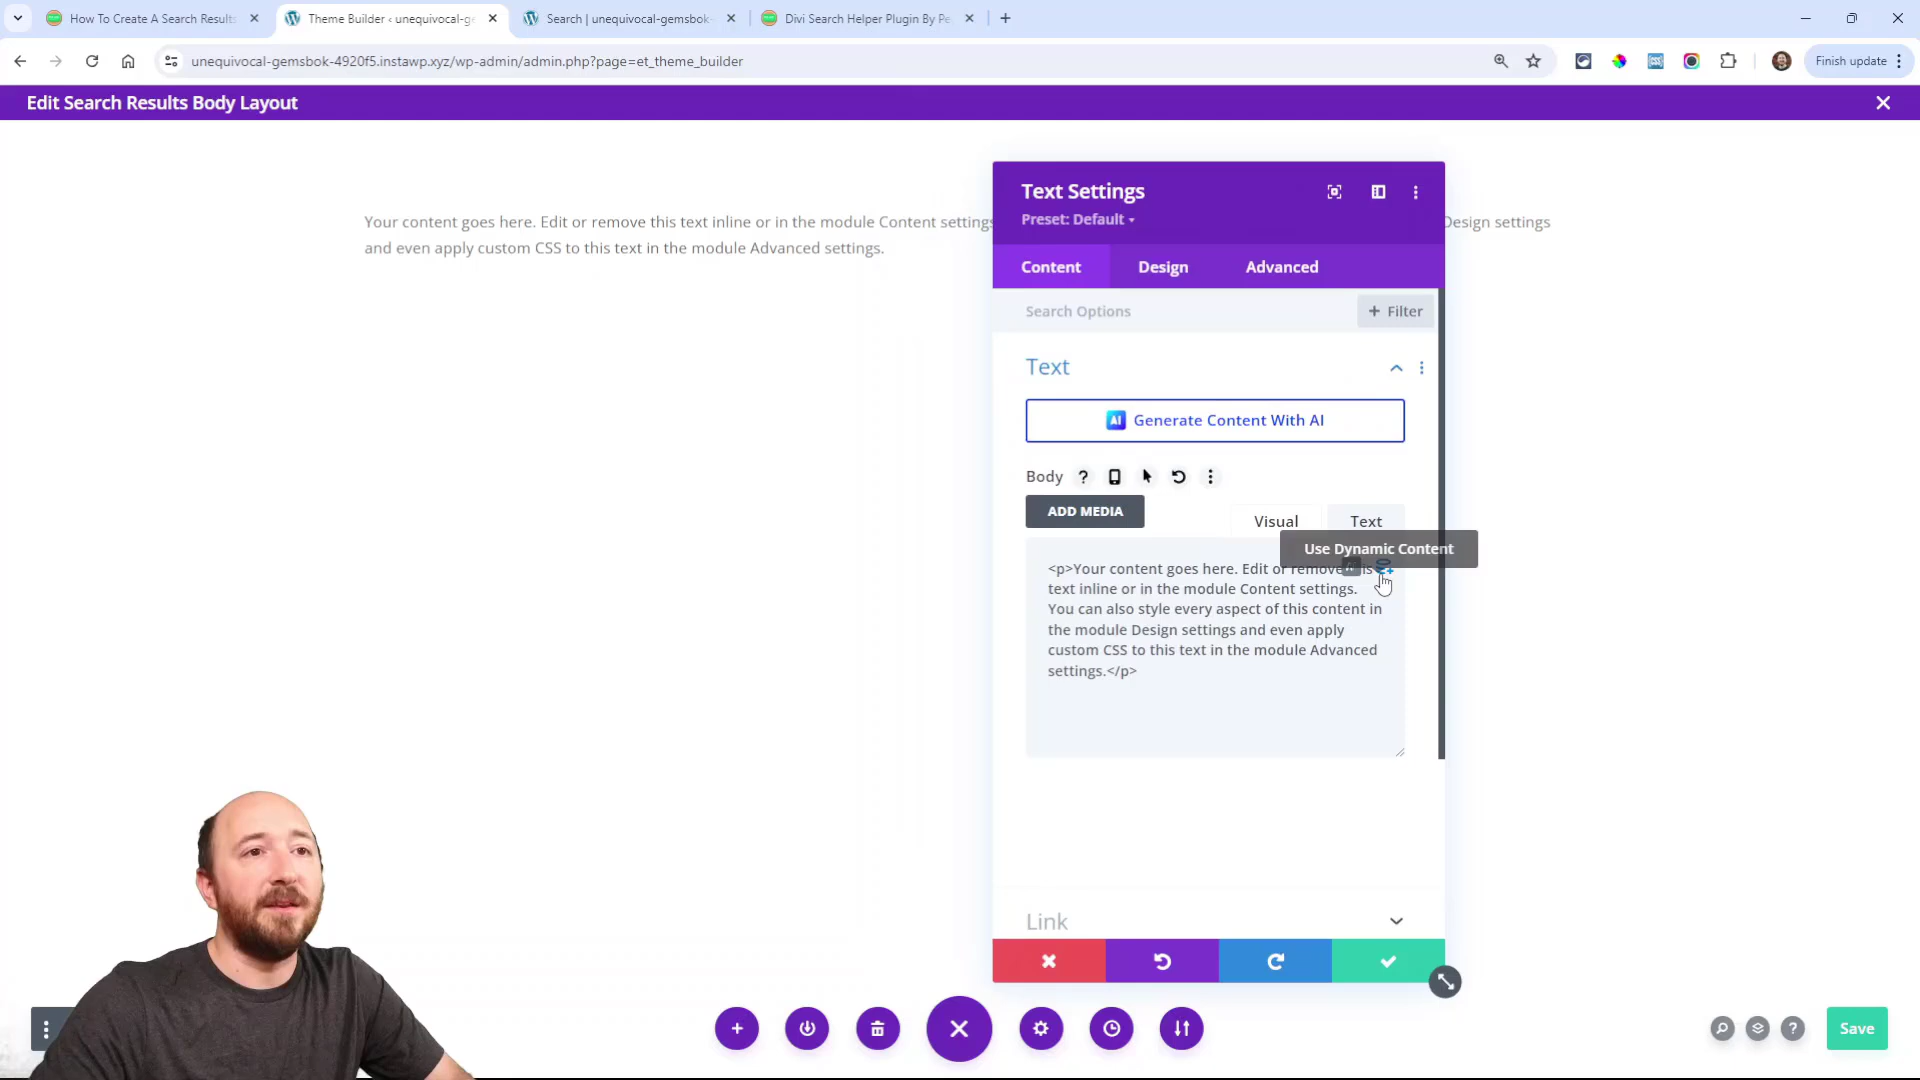 How To Create A Search Results
Theme Builder ‹ unequivocal-ge
Search | unequivocal-gemsbok-
Divi Search Helper Plugin By Pe
unequivocal-gemsbok-4920f5.instawp.xyz/wp-admin/admin.php?page=et_theme_builder
Finish update
Edit Search Results Body Layout
Your content goes here. Edit or remove this text inline or in the module Content settings
Design settings
and even apply custom CSS to this text in the module Advanced settings.
Text Settings
Preset: Default
Content
Design
Advanced
Search Options
+ Filter
Text
AI Generate Content With AI
Body
ADD MEDIA
Visual
Text
Use Dynamic Content
<p>Your content goes here. Edit or remove this
text inline or in the module Content settings.
You can also style every aspect of this content in
the module Design settings and even apply
custom CSS to this text in the module Advanced
settings.</p>
Link
Save